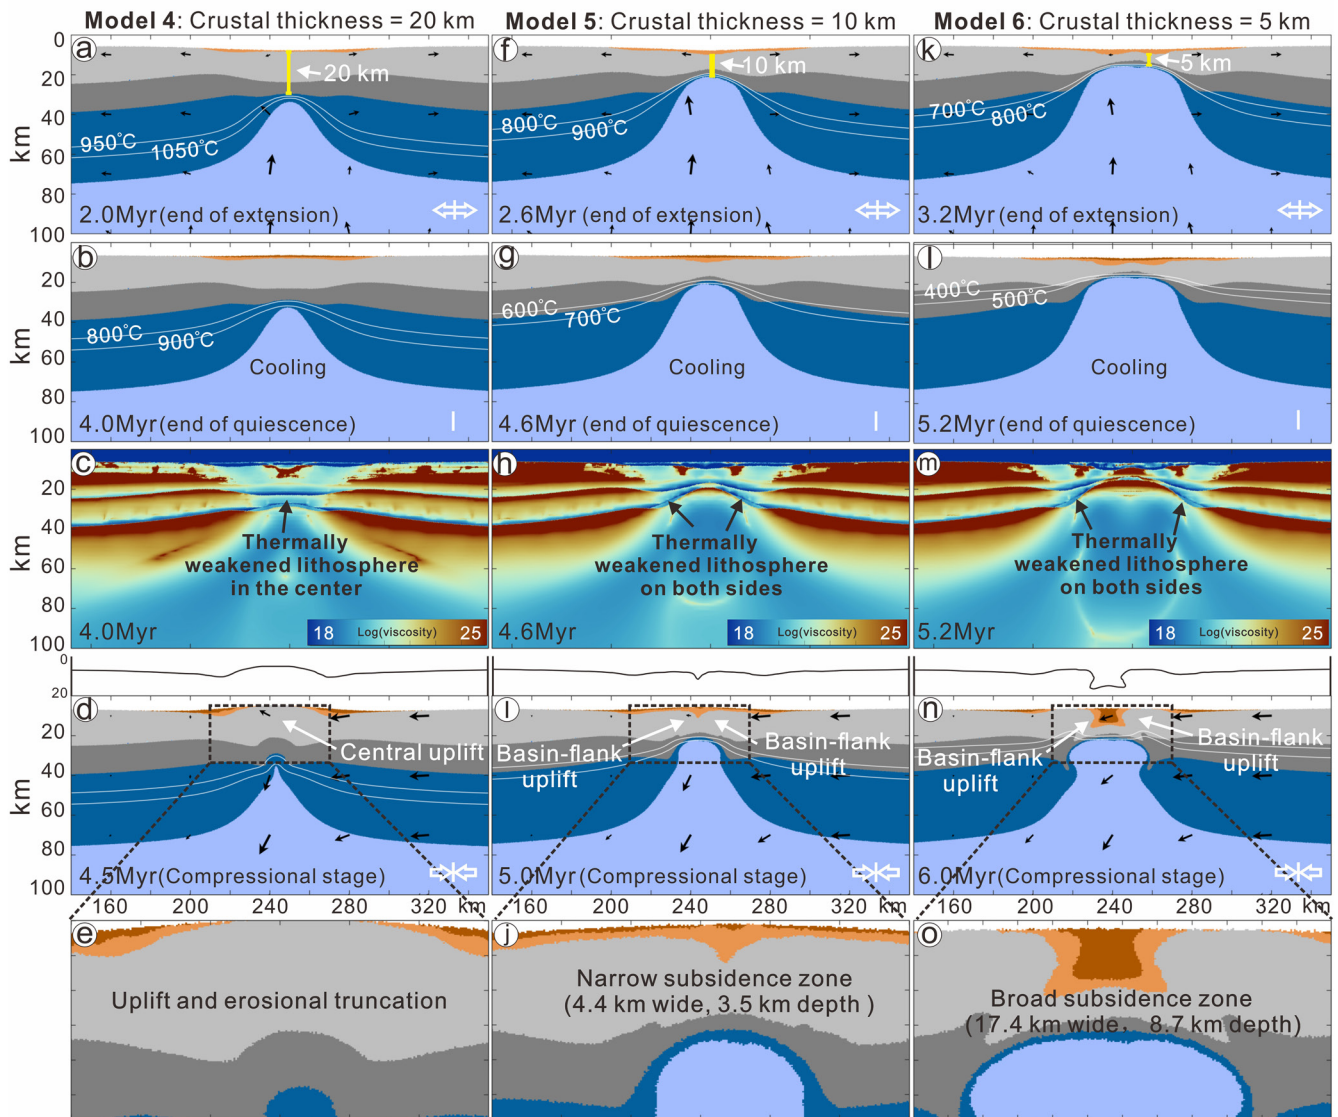 Model 4: Crustal thickness = 20 km
Model 5: Crustal thickness = 10 km
Model 6: Crustal thickness = 5 km
0
20
40
60
80
100
km
a
20 km
950°C
1050°C
2.0Myr (end of extension)
f
10 km
800°C
900°C
2.6Myr (end of extension)
k
5 km
700°C
800°C
3.2Myr (end of extension)
20
40
60
80
100
km
b
800°C
900°C
Cooling
4.0Myr (end of quiescence)
g
600°C
700°C
Cooling
4.6Myr (end of quiescence)
l
400°C
500°C
Cooling
5.2Myr (end of quiescence)
20
40
60
80
100
km
c
Thermally
weakened lithosphere
in the center
4.0Myr
18 Log(viscosity) 25
h
Thermally
weakened lithosphere
on both sides
4.6Myr
18 Log(viscosity) 25
m
Thermally
weakened lithosphere
on both sides
5.2Myr
18 Log(viscosity) 25
0
20
20
40
60
80
100
km
d
Central uplift
4.5Myr (Compressional stage)
I
Basin-flank
uplift
Basin-flank
uplift
5.0Myr (Compressional stage)
n
Basin-flank
uplift
Basin-flank
uplift
6.0Myr (Compressional stage)
160 200 240 280 320 km
160 200 240 280 320 km
160 200 240 280 320 km
e
Uplift and erosional truncation
j
Narrow subsidence zone
(4.4 km wide, 3.5 km depth )
o
Broad subsidence zone
(17.4 km wide, 8.7 km depth)